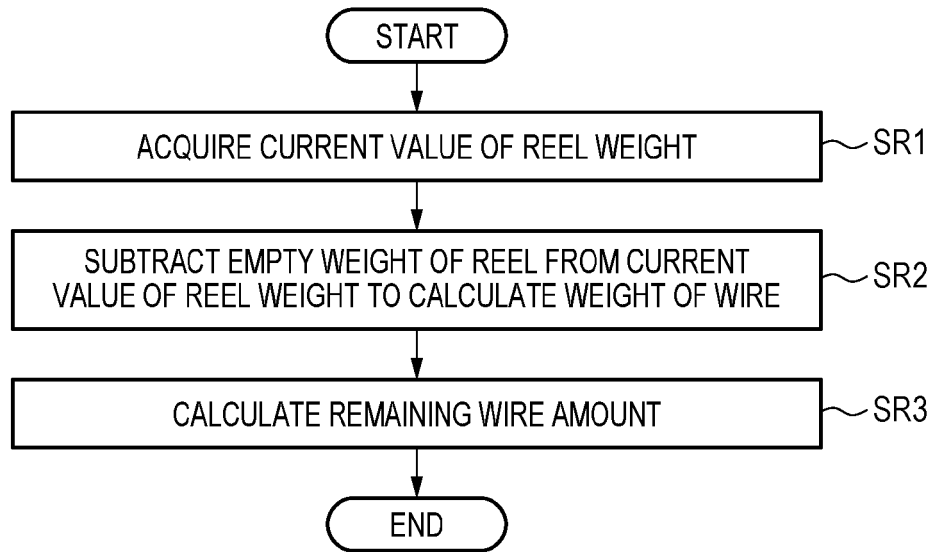 START
ACQUIRE CURRENT VALUE OF REEL WEIGHT
SR1
SUBTRACT EMPTY WEIGHT OF REEL FROM CURRENT
VALUE OF REEL WEIGHT TO CALCULATE WEIGHT OF WIRE
SR2
CALCULATE REMAINING WIRE AMOUNT
SR3
END